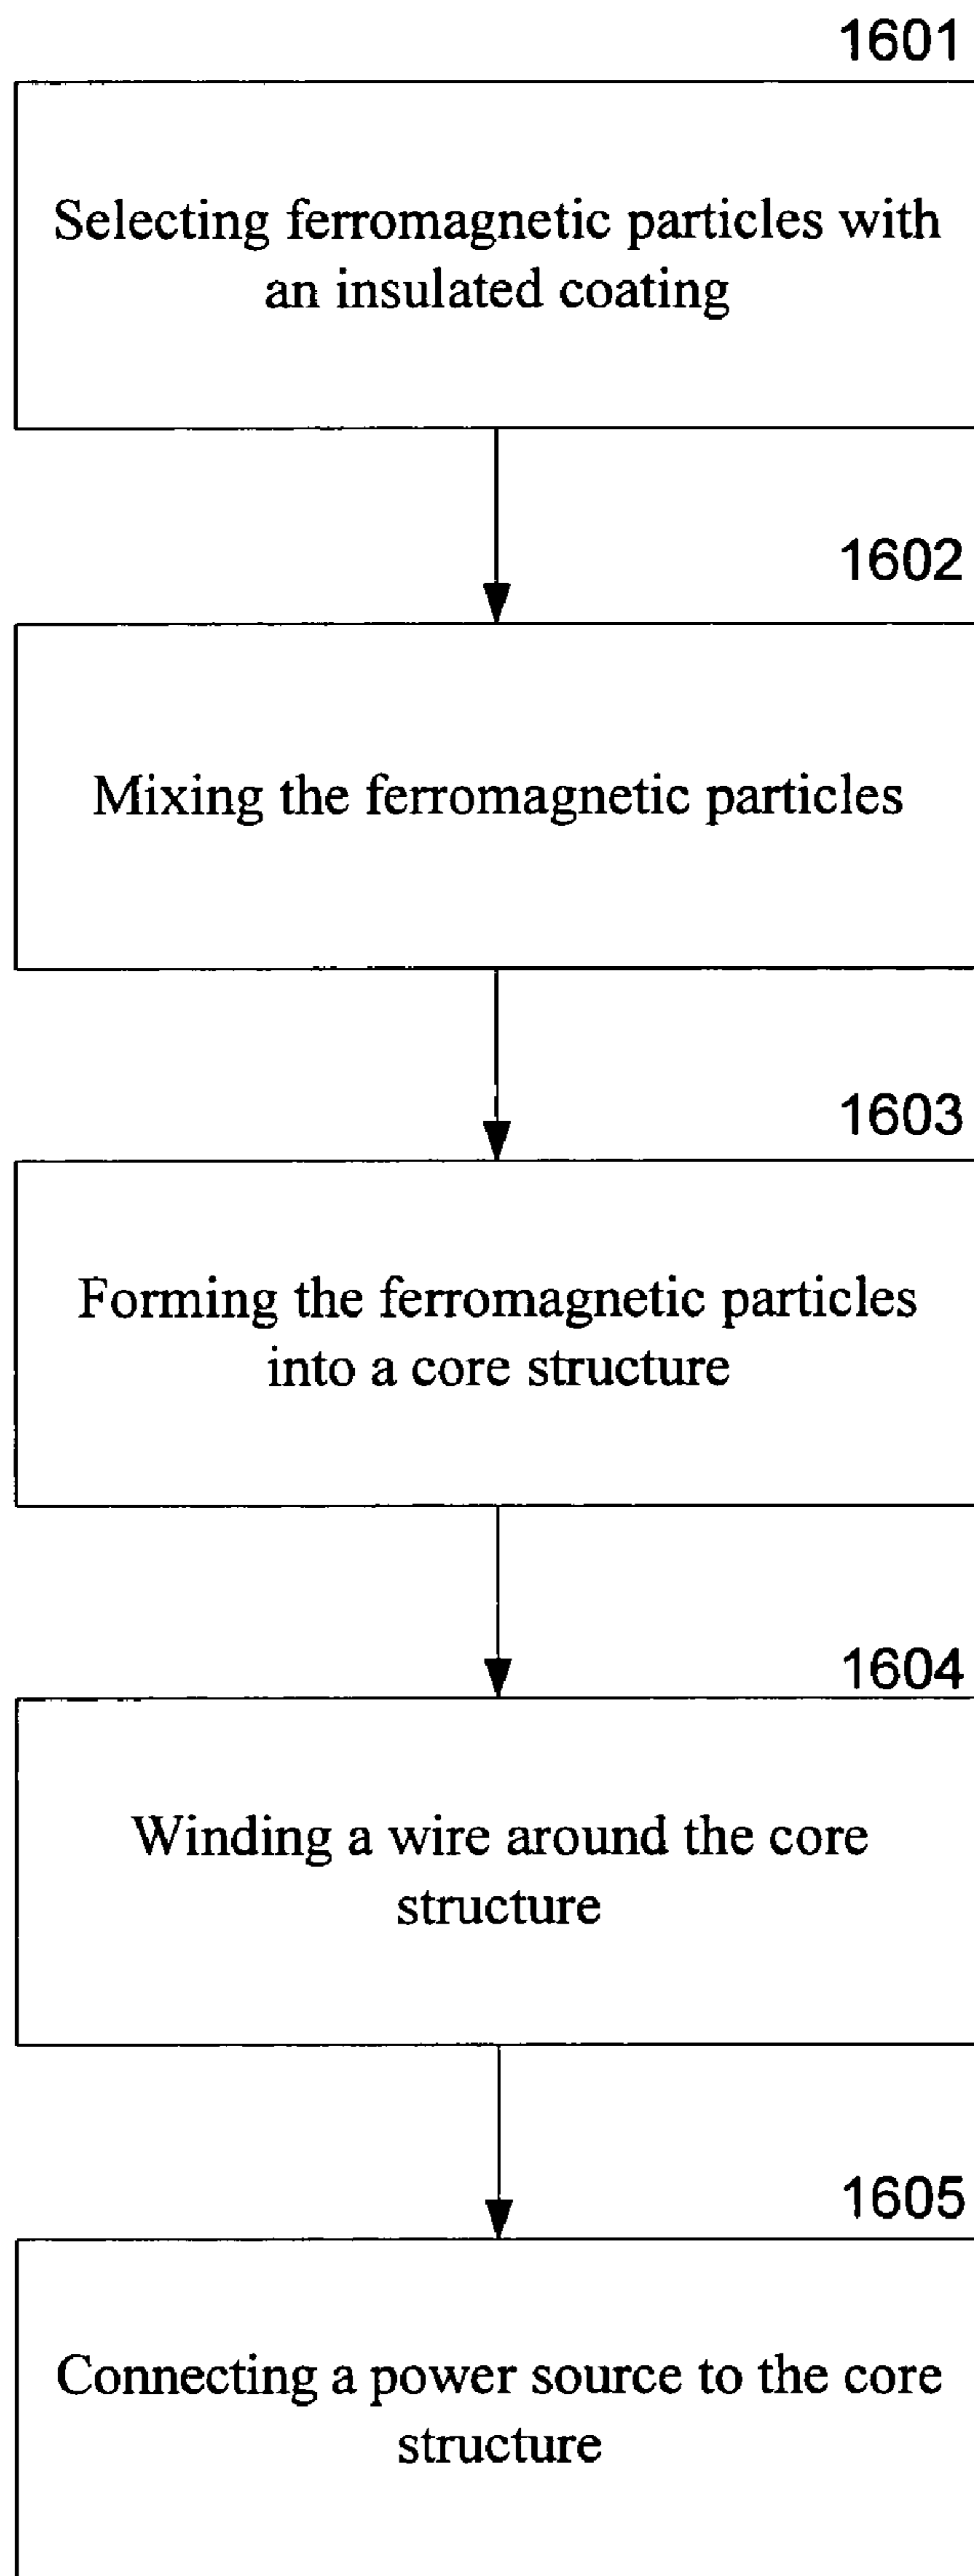 1601
Selecting ferromagnetic particles with
an insulated coating
1602
Mixing the ferromagnetic particles
1603
Forming the ferromagnetic particles
into a core structure
1604
Winding a wire around the core
structure
1605
Connecting a power source to the core
structure